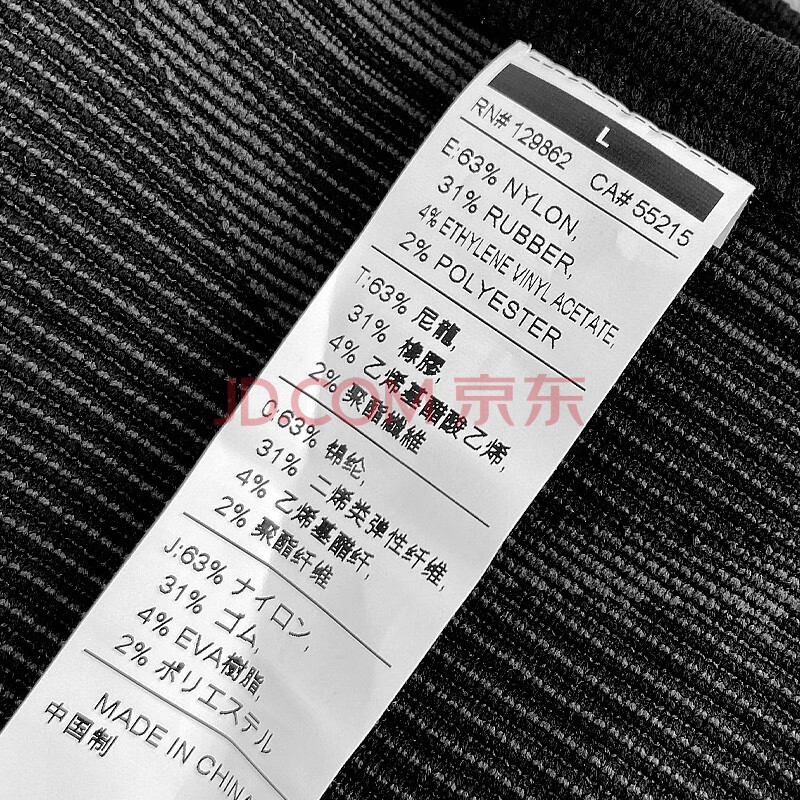 L
RN# 129862 CA# 55215
E:63% NYLON,
31% RUBBER,
4% ETHYLENE VINYL ACETATE,
2% POLYESTER
T:63% 尼龍,
31% 橡膠,
4% 乙烯基醋酸乙烯,
2% 聚酯纖維
JD.COM 京东
C:63% 锦纶,
31% 二烯类弹性纤维,
4% 乙烯基酯纤,
2% 聚酯纤维
J:63% ナイロン,
31% ゴム,
4% EVA樹脂,
2% ポリエステル
MADE IN CHINA
中国制